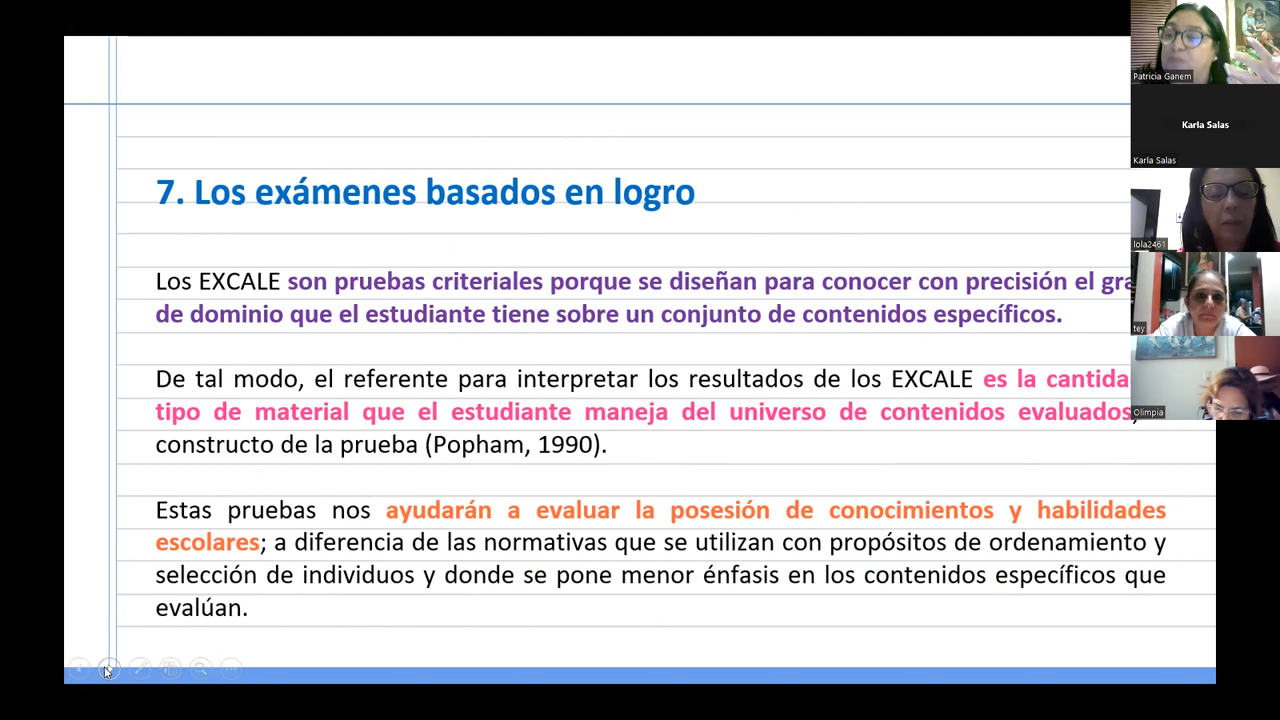 7. Los exámenes basados en logro
Los EXCALE son pruebas criteriales porque se diseñan para conocer con precisión el gra
de dominio que el estudiante tiene sobre un conjunto de contenidos específicos.
De tal modo, el referente para interpretar los resultados de los EXCALE es la cantida
tipo de material que el estudiante maneja del universo de contenidos evaluados,
constructo de la prueba (Popham, 1990).
Estas pruebas nos ayudarán a evaluar la posesión de conocimientos y habilidades
escolares; a diferencia de las normativas que se utilizan con propósitos de ordenamiento y
selección de individuos y donde se pone menor énfasis en los contenidos específicos que
evalúan.
Patricia Ganem
Karla Salas
Karla Salas
lola2461
tey
Olimpia